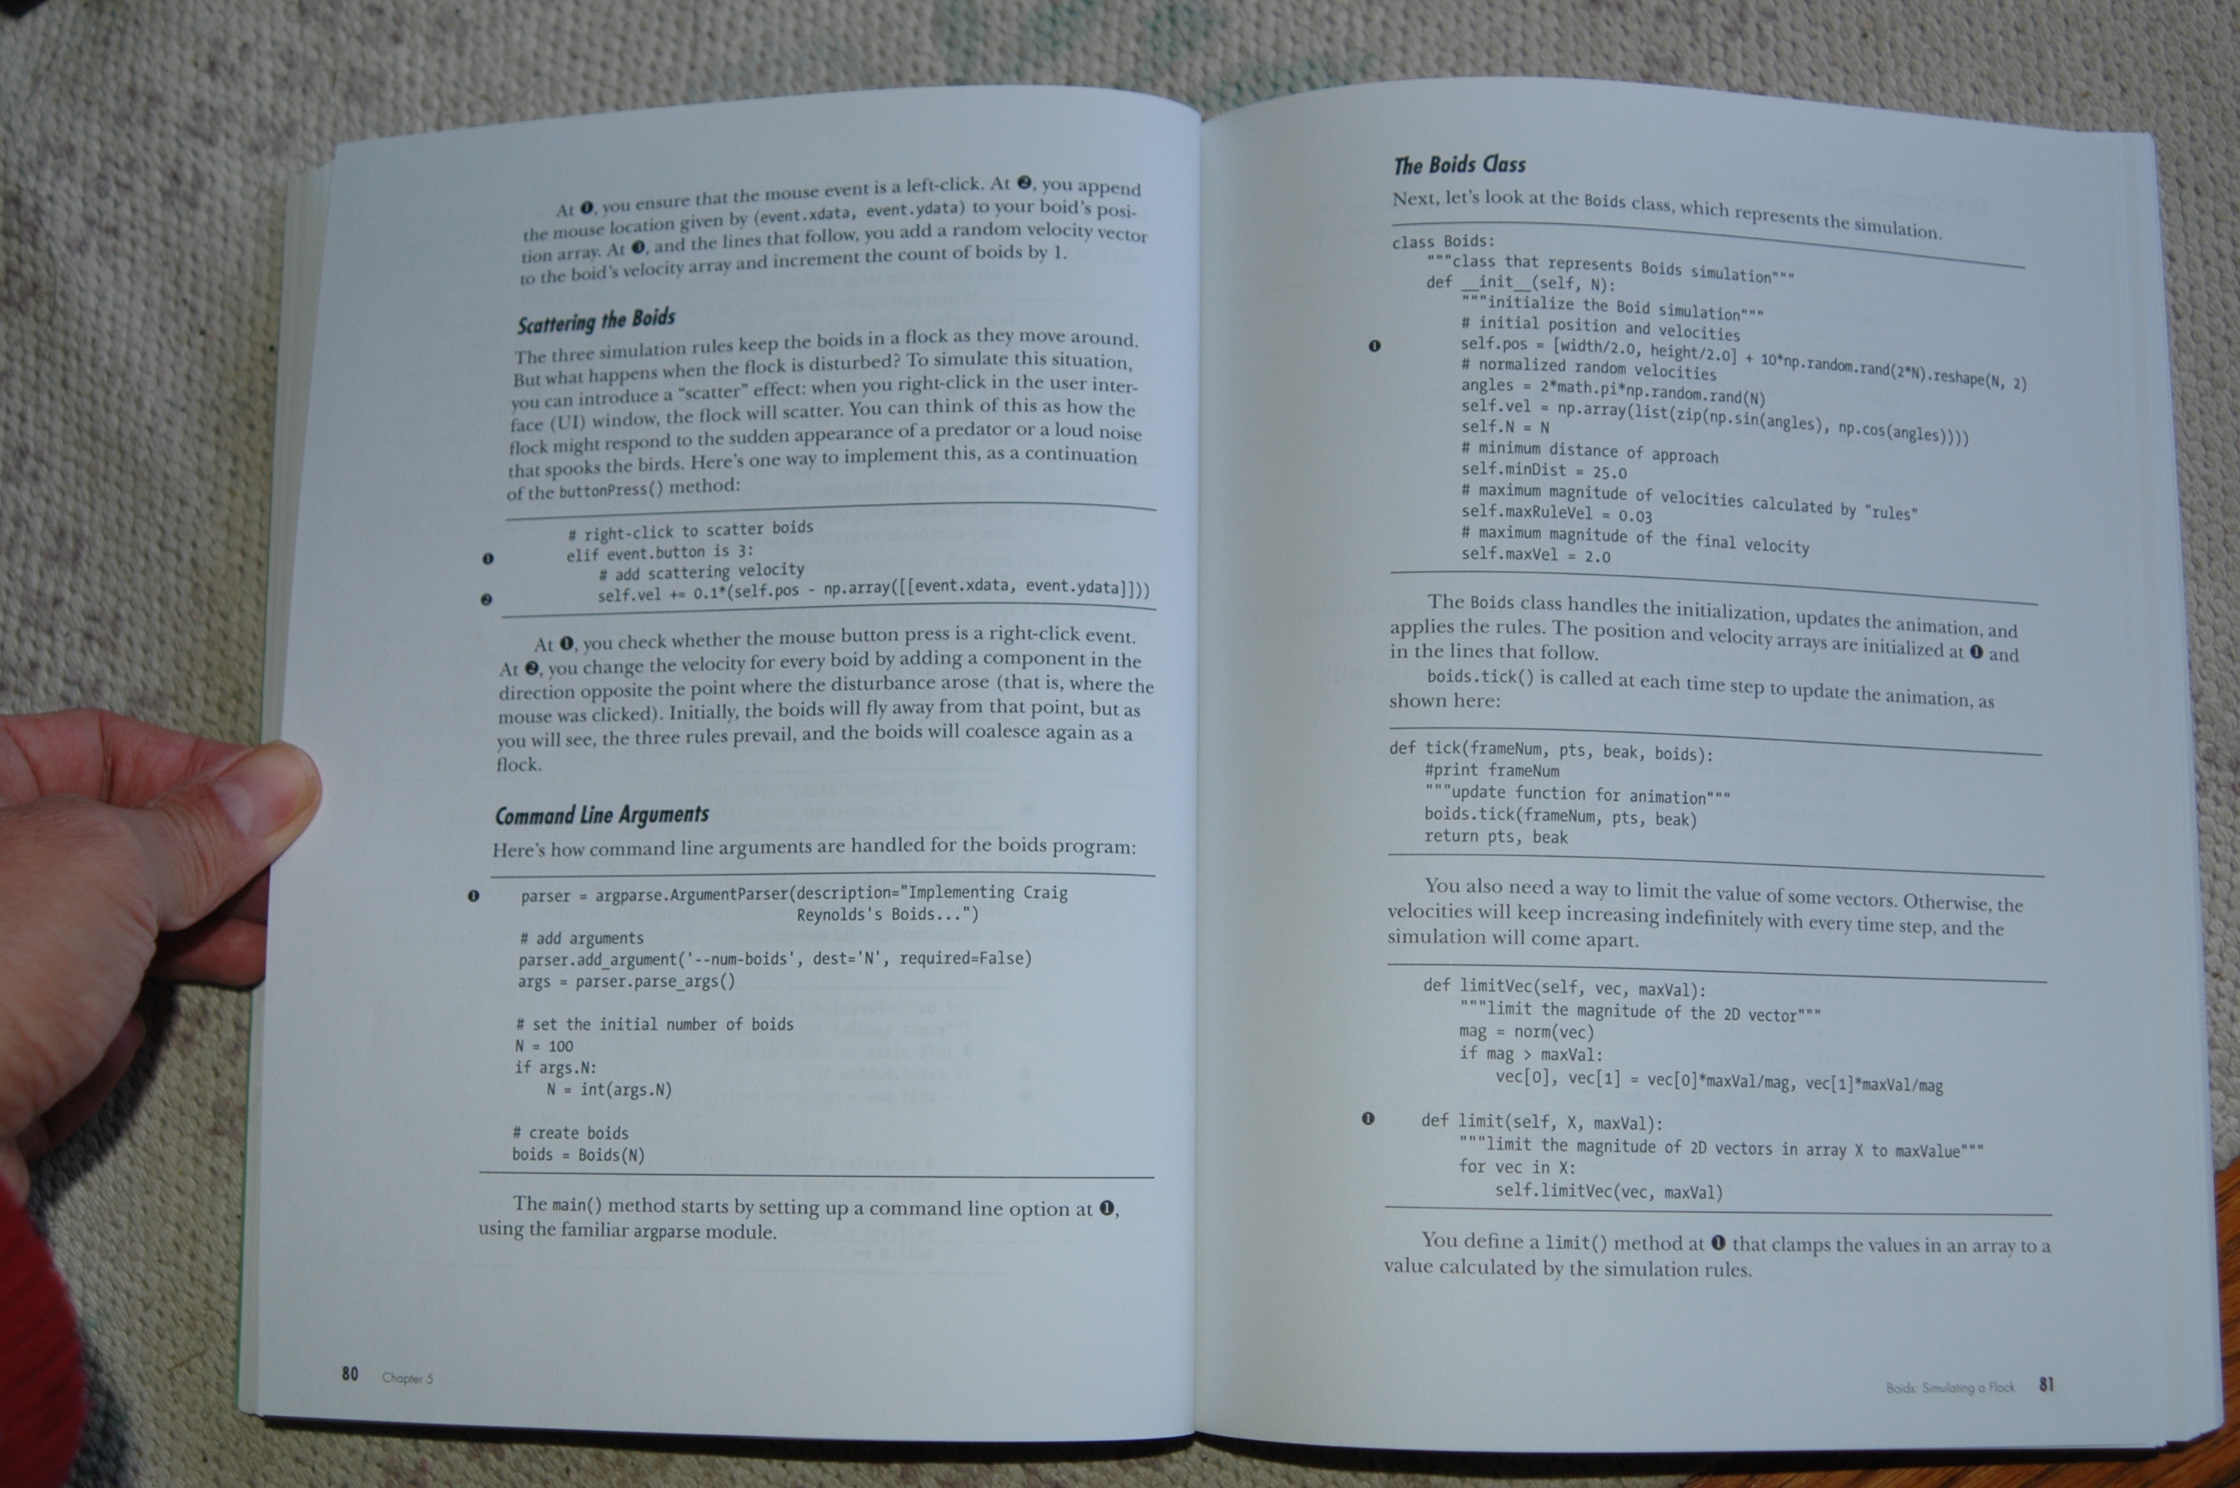 At ❶, you ensure that the mouse event is a left-click. At ❷, you append
the mouse location given by (event.xdata, event.ydata) to your boid's posi-
tion array. At ❸, and the lines that follow, you add a random velocity vector
to the boid's velocity array and increment the count of boids by 1.
Scattering the Boids
The three simulation rules keep the boids in a flock as they move around.
But what happens when the flock is disturbed? To simulate this situation,
you can introduce a "scatter" effect: when you right-click in the user inter-
face (UI) window, the flock will scatter. You can think of this as how the
flock might respond to the sudden appearance of a predator or a loud noise
that spooks the birds. Here's one way to implement this, as a continuation
of the buttonPress() method:
# right-click to scatter boids
❶ elif event.button is 3:
# add scattering velocity
❷ self.vel += 0.1*(self.pos - np.array([[event.xdata, event.ydata]]))
At ❶, you check whether the mouse button press is a right-click event.
At ❷, you change the velocity for every boid by adding a component in the
direction opposite the point where the disturbance arose (that is, where the
mouse was clicked). Initially, the boids will fly away from that point, but as
you will see, the three rules prevail, and the boids will coalesce again as a
flock.
Command Line Arguments
Here's how command line arguments are handled for the boids program:
❶ parser = argparse.ArgumentParser(description="Implementing Craig
Reynolds's Boids...")
# add arguments
parser.add_argument('--num-boids', dest='N', required=False)
args = parser.parse_args()
# set the initial number of boids
N = 100
if args.N:
N = int(args.N)
# create boids
boids = Boids(N)
The main() method starts by setting up a command line option at ❶,
using the familiar argparse module.
80 Chapter 5
The Boids Class
Next, let's look at the Boids class, which represents the simulation.
class Boids:
"""class that represents Boids simulation"""
def __init__(self, N):
"""initialize the Boid simulation"""
# initial position and velocities
❶ self.pos = [width/2.0, height/2.0] + 10*np.random.rand(2*N).reshape(N, 2)
# normalized random velocities
angles = 2*math.pi*np.random.rand(N)
self.vel = np.array(list(zip(np.sin(angles), np.cos(angles))))
self.N = N
# minimum distance of approach
self.minDist = 25.0
# maximum magnitude of velocities calculated by "rules"
self.maxRuleVel = 0.03
# maximum magnitude of the final velocity
self.maxVel = 2.0
The Boids class handles the initialization, updates the animation, and
applies the rules. The position and velocity arrays are initialized at ❶ and
in the lines that follow.
boids.tick() is called at each time step to update the animation, as
shown here:
def tick(frameNum, pts, beak, boids):
#print frameNum
"""update function for animation"""
boids.tick(frameNum, pts, beak)
return pts, beak
You also need a way to limit the value of some vectors. Otherwise, the
velocities will keep increasing indefinitely with every time step, and the
simulation will come apart.
def limitVec(self, vec, maxVal):
"""limit the magnitude of the 2D vector"""
mag = norm(vec)
if mag > maxVal:
vec[0], vec[1] = vec[0]*maxVal/mag, vec[1]*maxVal/mag
❶ def limit(self, X, maxVal):
"""limit the magnitude of 2D vectors in array X to maxValue"""
for vec in X:
self.limitVec(vec, maxVal)
You define a limit() method at ❶ that clamps the values in an array to a
value calculated by the simulation rules.
Boids: Simulating a Flock 81